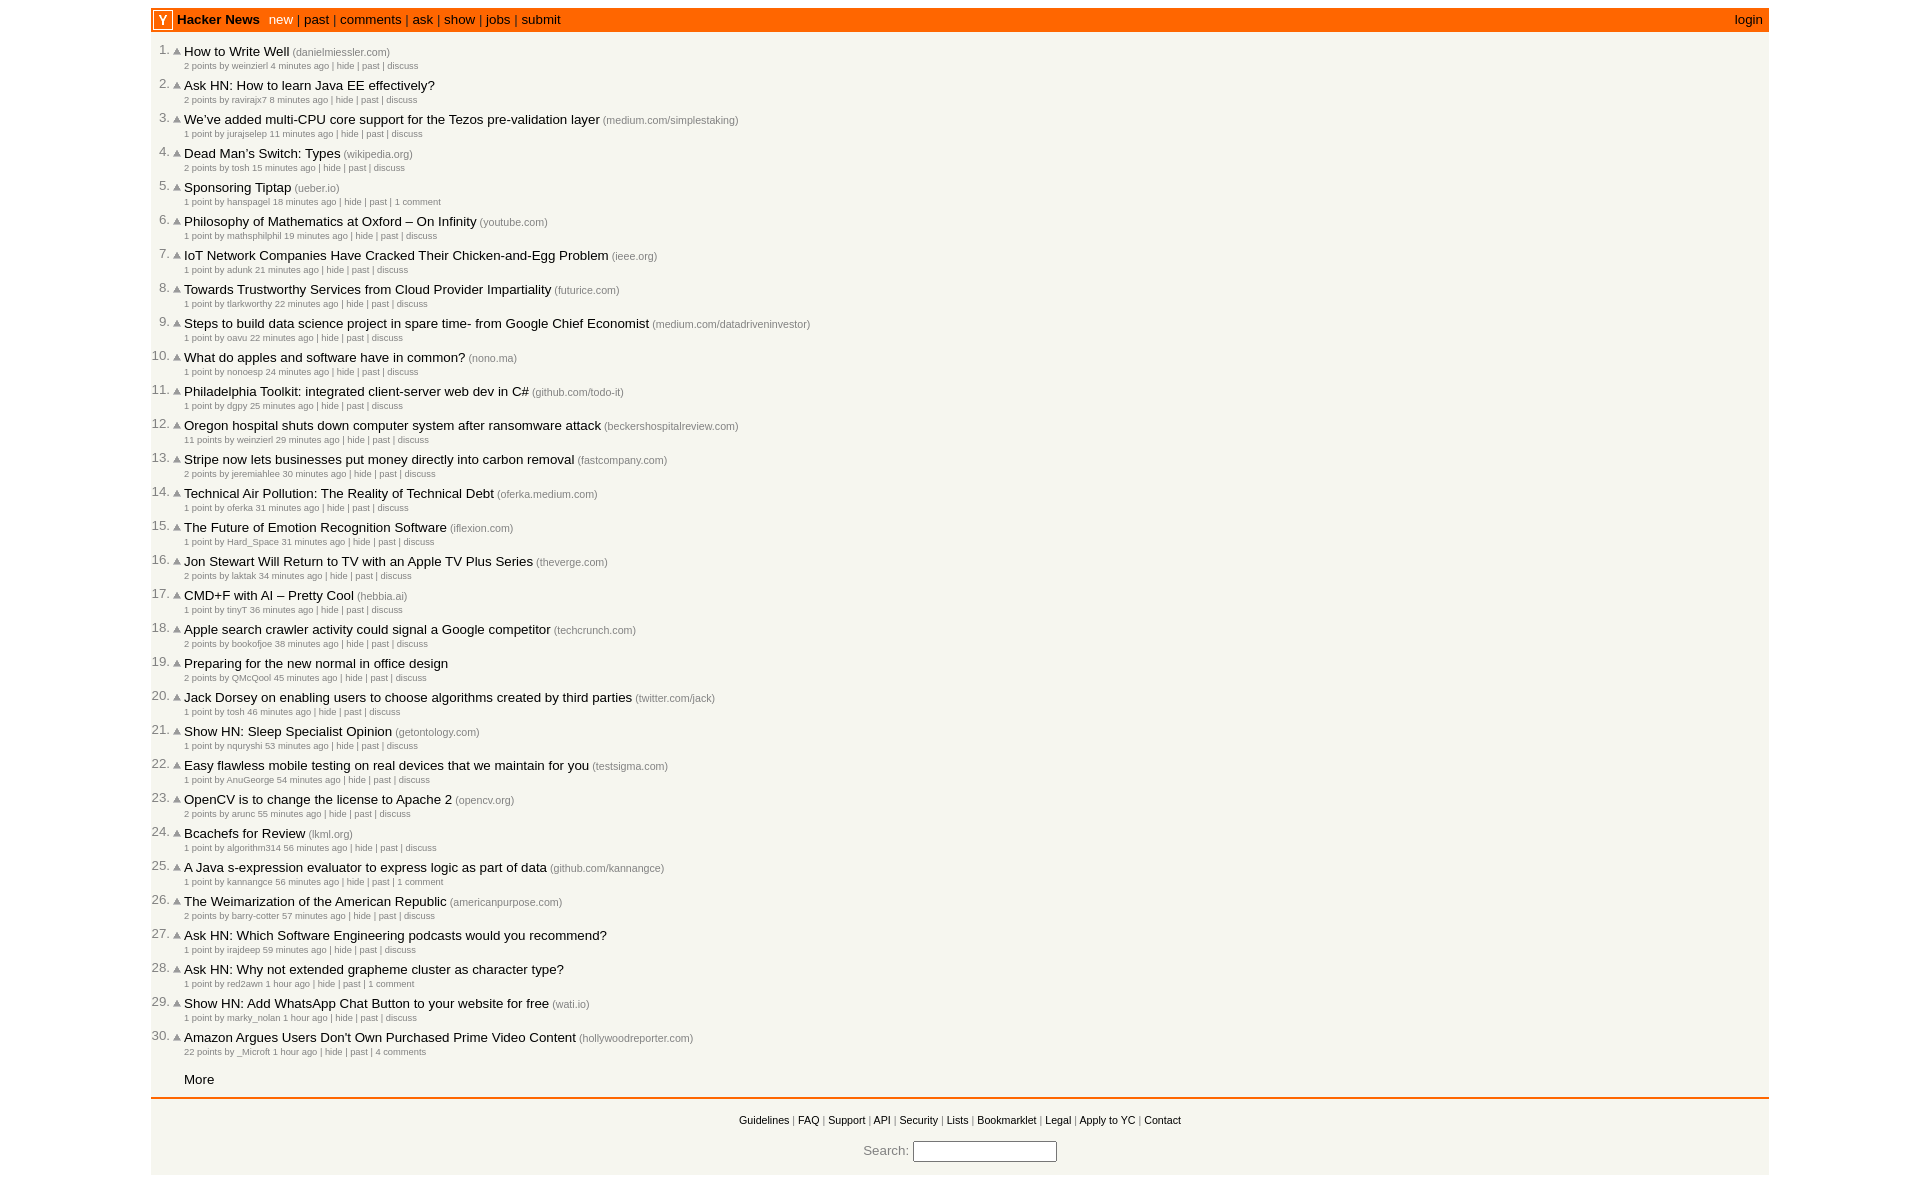 Y Hacker News new | past | comments | ask | show | jobs | submit login
1. How to Write Well (danielmiessler.com)
2 points by weinzierl 4 minutes ago | hide | past | discuss
2. Ask HN: How to learn Java EE effectively?
2 points by ravirajx7 8 minutes ago | hide | past | discuss
3. We’ve added multi-CPU core support for the Tezos pre-validation layer (medium.com/simplestaking)
1 point by jurajselep 11 minutes ago | hide | past | discuss
4. Dead Man’s Switch: Types (wikipedia.org)
2 points by tosh 15 minutes ago | hide | past | discuss
5. Sponsoring Tiptap (ueber.io)
1 point by hanspagel 18 minutes ago | hide | past | 1 comment
6. Philosophy of Mathematics at Oxford – On Infinity (youtube.com)
1 point by mathsphilphil 19 minutes ago | hide | past | discuss
7. IoT Network Companies Have Cracked Their Chicken-and-Egg Problem (ieee.org)
1 point by adunk 21 minutes ago | hide | past | discuss
8. Towards Trustworthy Services from Cloud Provider Impartiality (futurice.com)
1 point by tlarkworthy 22 minutes ago | hide | past | discuss
9. Steps to build data science project in spare time- from Google Chief Economist (medium.com/datadriveninvestor)
1 point by oavu 22 minutes ago | hide | past | discuss
10. What do apples and software have in common? (nono.ma)
1 point by nonoesp 24 minutes ago | hide | past | discuss
11. Philadelphia Toolkit: integrated client-server web dev in C# (github.com/todo-it)
1 point by dgpy 25 minutes ago | hide | past | discuss
12. Oregon hospital shuts down computer system after ransomware attack (beckershospitalreview.com)
11 points by weinzierl 29 minutes ago | hide | past | discuss
13. Stripe now lets businesses put money directly into carbon removal (fastcompany.com)
2 points by jeremiahlee 30 minutes ago | hide | past | discuss
14. Technical Air Pollution: The Reality of Technical Debt (oferka.medium.com)
1 point by oferka 31 minutes ago | hide | past | discuss
15. The Future of Emotion Recognition Software (iflexion.com)
1 point by Hard_Space 31 minutes ago | hide | past | discuss
16. Jon Stewart Will Return to TV with an Apple TV Plus Series (theverge.com)
2 points by laktak 34 minutes ago | hide | past | discuss
17. CMD+F with AI – Pretty Cool (hebbia.ai)
1 point by tinyT 36 minutes ago | hide | past | discuss
18. Apple search crawler activity could signal a Google competitor (techcrunch.com)
2 points by bookofjoe 38 minutes ago | hide | past | discuss
19. Preparing for the new normal in office design
2 points by QMcQool 45 minutes ago | hide | past | discuss
20. Jack Dorsey on enabling users to choose algorithms created by third parties (twitter.com/jack)
1 point by tosh 46 minutes ago | hide | past | discuss
21. Show HN: Sleep Specialist Opinion (getontology.com)
1 point by nquryshi 53 minutes ago | hide | past | discuss
22. Easy flawless mobile testing on real devices that we maintain for you (testsigma.com)
1 point by AnuGeorge 54 minutes ago | hide | past | discuss
23. OpenCV is to change the license to Apache 2 (opencv.org)
2 points by arunc 55 minutes ago | hide | past | discuss
24. Bcachefs for Review (lkml.org)
1 point by algorithm314 56 minutes ago | hide | past | discuss
25. A Java s-expression evaluator to express logic as part of data (github.com/kannangce)
1 point by kannangce 56 minutes ago | hide | past | 1 comment
26. The Weimarization of the American Republic (americanpurpose.com)
2 points by barry-cotter 57 minutes ago | hide | past | discuss
27. Ask HN: Which Software Engineering podcasts would you recommend?
1 point by irajdeep 59 minutes ago | hide | past | discuss
28. Ask HN: Why not extended grapheme cluster as character type?
1 point by red2awn 1 hour ago | hide | past | 1 comment
29. Show HN: Add WhatsApp Chat Button to your website for free (wati.io)
1 point by marky_nolan 1 hour ago | hide | past | discuss
30. Amazon Argues Users Don't Own Purchased Prime Video Content (hollywoodreporter.com)
22 points by _Microft 1 hour ago | hide | past | 4 comments
More
Guidelines | FAQ | Support | API | Security | Lists | Bookmarklet | Legal | Apply to YC | Contact
Search: